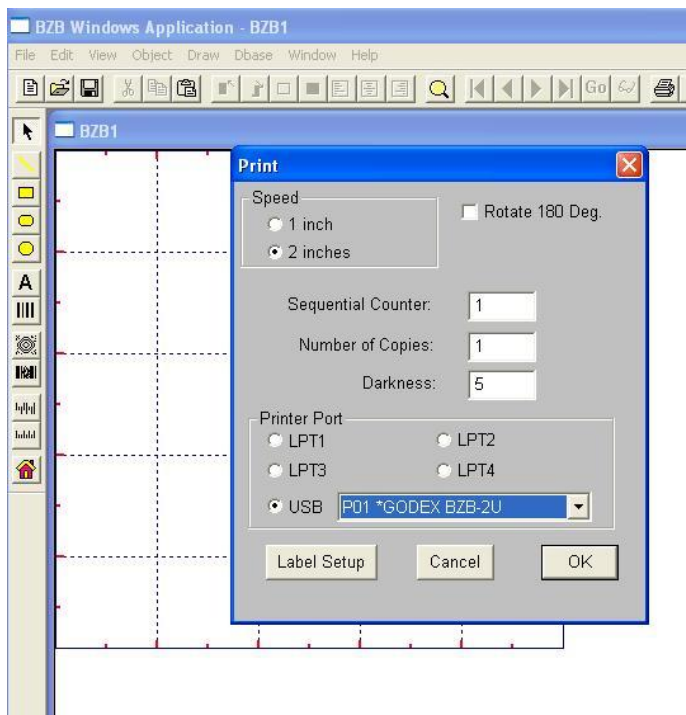 BZB Windows Application - BZB1
File Edit View Object Draw Dbase Window Help
Go
A
BZB1
Print
Speed
1 inch
2 inches
Rotate 180 Deg.
Sequential Counter: 1
Number of Copies: 1
Darkness: 5
Printer Port
LPT1 LPT2
LPT3 LPT4
USB P01 *GODEX BZB-2U
Label Setup Cancel OK